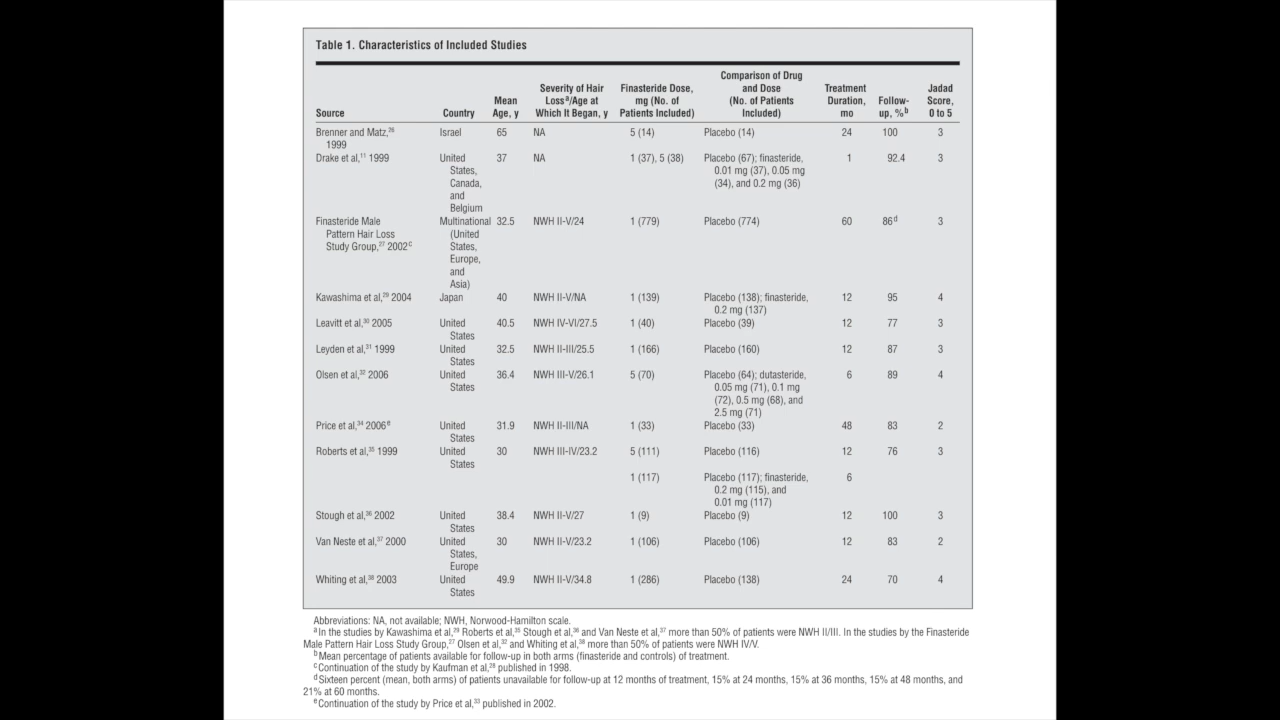 Table 1. Characteristics of Included Studies
Source Country Mean Age, y Severity of Hair Lossa/Age at Which It Began, y Finasteride Dose, mg (No. of Patients Included) Comparison of Drug and Dose (No. of Patients Included) Treatment Duration, mo Follow-up, %b Jadad Score, 0 to 5
Brenner and Matz,26 1999 Israel 65 NA 5 (14) Placebo (14) 24 100 3
Drake et al,11 1999 United States, Canada, and Belgium 37 NA 1 (37), 5 (38) Placebo (67); finasteride, 0.01 mg (37), 0.05 mg (34), and 0.2 mg (36) 1 92.4 3
Finasteride Male Pattern Hair Loss Study Group,27 2002c Multinational (United States, Europe, and Asia) 32.5 NWH II-V/24 1 (779) Placebo (774) 60 86d 3
Kawashima et al,29 2004 Japan 40 NWH II-V/NA 1 (139) Placebo (138); finasteride, 0.2 mg (137) 12 95 4
Leavitt et al,30 2005 United States 40.5 NWH IV-VI/27.5 1 (40) Placebo (39) 12 77 3
Leyden et al,31 1999 United States 32.5 NWH II-III/25.5 1 (166) Placebo (160) 12 87 3
Olsen et al,32 2006 United States 36.4 NWH III-V/26.1 5 (70) Placebo (64); dutasteride, 0.05 mg (71), 0.1 mg (72), 0.5 mg (68), and 2.5 mg (71) 6 89 4
Price et al,34 2006e United States 31.9 NWH II-III/NA 1 (33) Placebo (33) 48 83 2
Roberts et al,35 1999 United States 30 NWH III-IV/23.2 5 (111) Placebo (116) 12 76 3
1 (117) Placebo (117); finasteride, 0.2 mg (115), and 0.01 mg (117) 6
Stough et al,36 2002 United States 38.4 NWH II-V/27 1 (9) Placebo (9) 12 100 3
Van Neste et al,37 2000 United States, Europe 30 NWH II-V/23.2 1 (106) Placebo (106) 12 83 2
Whiting et al,38 2003 United States 49.9 NWH II-V/34.8 1 (286) Placebo (138) 24 70 4
Abbreviations: NA, not available; NWH, Norwood-Hamilton scale.
a In the studies by Kawashima et al,29 Roberts et al,35 Stough et al,36 and Van Neste et al,37 more than 50% of patients were NWH II/III. In the studies by the Finasteride
Male Pattern Hair Loss Study Group,27 Olsen et al,32 and Whiting et al,38 more than 50% of patients were NWH IV/V.
b Mean percentage of patients available for follow-up in both arms (finasteride and controls) of treatment.
c Continuation of the study by Kaufman et al,28 published in 1998.
d Sixteen percent (mean, both arms) of patients unavailable for follow-up at 12 months of treatment, 15% at 24 months, 15% at 36 months, 15% at 48 months, and
21% at 60 months.
e Continuation of the study by Price et al,33 published in 2002.